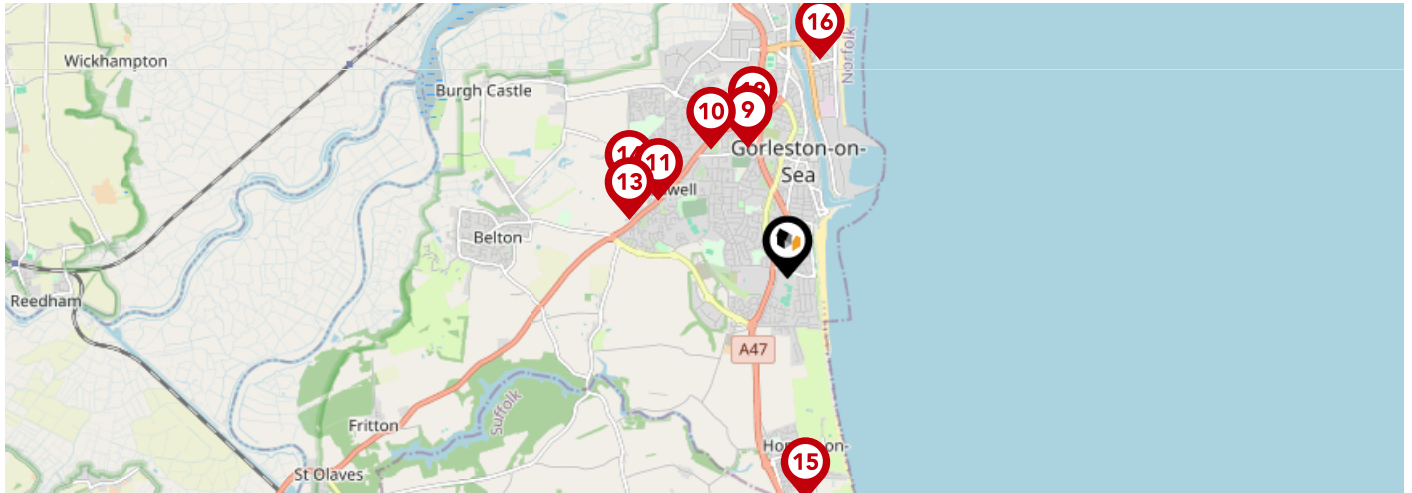 16
Norfolk
Wickhampton
Burgh Castle
10
9
Gorleston-on-
Sea
11
13
Belton
Reedham
A47
Suffolk
Fritton
15
St Olaves